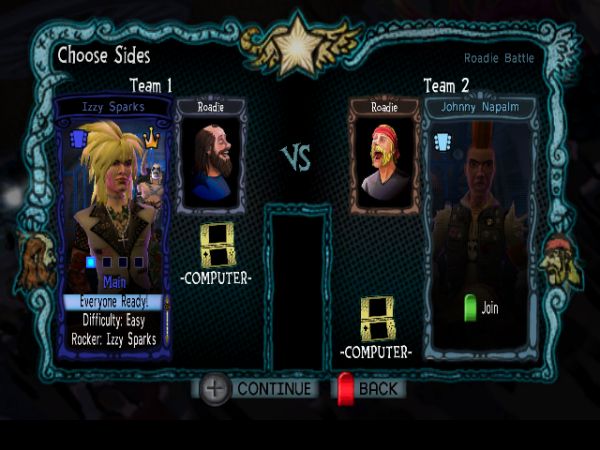 Choose Sides
Roadie Battle
Team 1
Team 2
Izzy Sparks
Roadie
VS
Roadie
Johnny Napalm
-COMPUTER-
Main
Everyone Ready!
Difficulty: Easy
Rocker: Izzy Sparks
Join
-COMPUTER-
CONTINUE
BACK